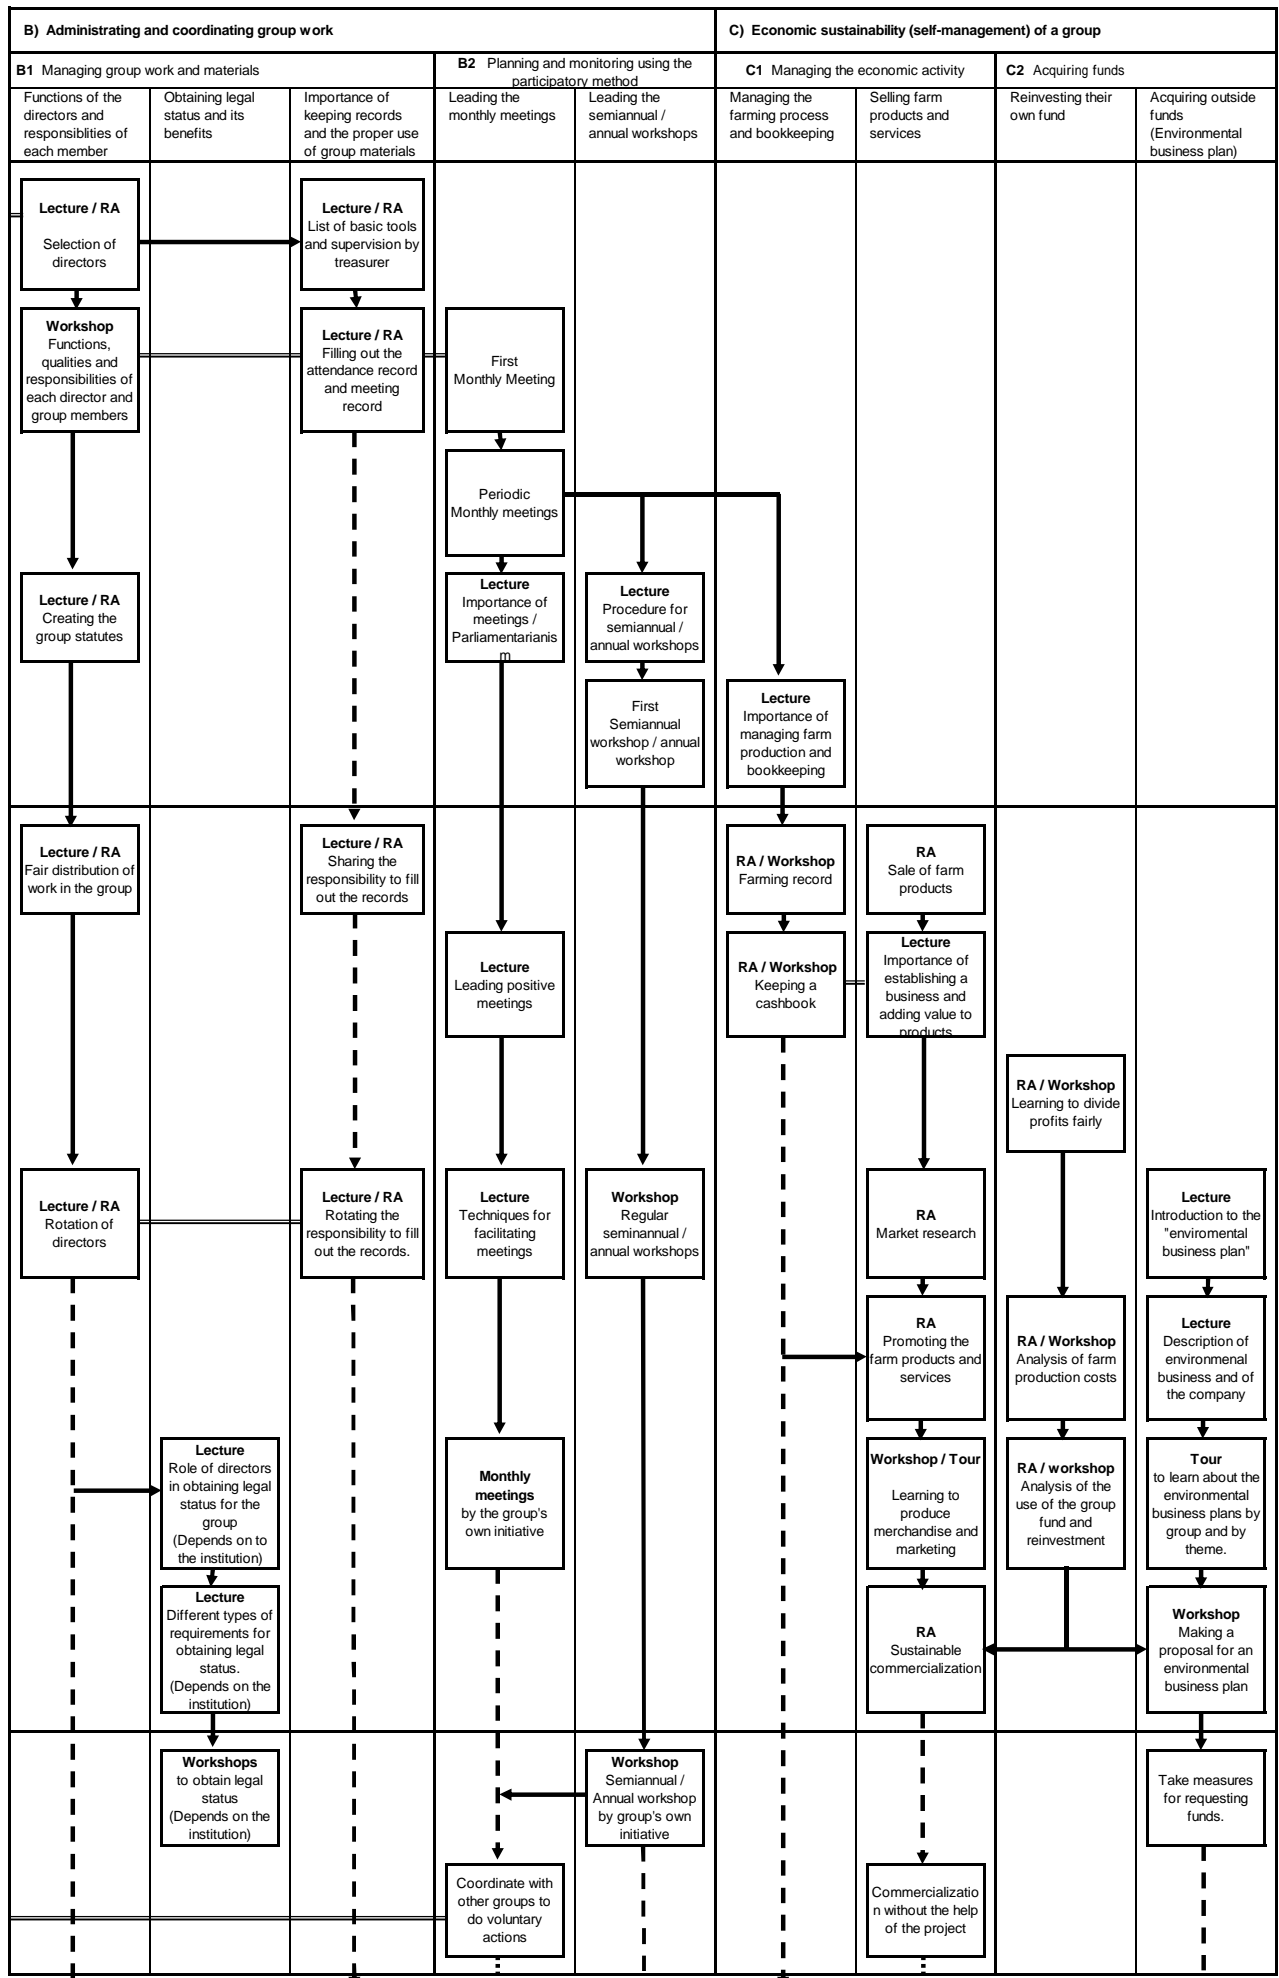 B) Administrating and coordinating group work
C) Economic sustainability (self-management) of a group
B1 Managing group work and materials
B2 Planning and monitoring using the
participatory method
C1 Managing the economic activity
C2 Acquiring funds
Functions of the
directors and
responsiblities of
each member
Obtaining legal
status and its
benefits
Importance of
keeping records
and the proper use
of group materials
Leading the
monthly meetings
Leading the
semiannual /
annual workshops
Managing the
farming process
and bookkeeping
Selling farm
products and
services
Reinvesting their
own fund
Acquiring outside
funds
(Environmental
business plan)
Lecture / RA
Selection of
directors
Lecture / RA
List of basic tools
and supervision by
treasurer
Workshop
Functions,
qualities and
responsibilities of
each director and
group members
Lecture / RA
Filling out the
attendance record
and meeting
record
First
Monthly Meeting
Periodic
Monthly meetings
Lecture / RA
Creating the
group statutes
Lecture
Importance of
meetings /
Parliamentarianis
m
Lecture
Procedure for
semiannual /
annual workshops
First
Semiannual
workshop / annual
workshop
Lecture
Importance of
managing farm
production and
bookkeeping
Lecture / RA
Fair distribution of
work in the group
Lecture / RA
Sharing the
responsibility to fill
out the records
RA / Workshop
Farming record
RA
Sale of farm
products
Lecture
Leading positive
meetings
RA / Workshop
Keeping a
cashbook
Lecture
Importance of
establishing a
business and
adding value to
products
RA / Workshop
Learning to divide
profits fairly
Lecture / RA
Rotation of
directors
Lecture / RA
Rotating the
responsibility to fill
out the records.
Lecture
Techniques for
facilitating
meetings
Workshop
Regular
seminannual /
annual workshops
RA
Market research
Lecture
Introduction to the
"enviromental
business plan"
RA
Promoting the
farm products and
services
RA / Workshop
Analysis of farm
production costs
Lecture
Description of
environmenal
business and of
the company
Lecture
Role of directors
in obtaining legal
status for the
group
(Depends on to
the institution)
Monthly
meetings
by the group's
own initiative
Workshop / Tour
Learning to
produce
merchandise and
marketing
RA / workshop
Analysis of the
use of the group
fund and
reinvestment
Tour
to learn about the
environmental
business plans by
group and by
theme.
Lecture
Different types of
requirements for
obtaining legal
status.
(Depends on the
institution)
RA
Sustainable
commercialization
Workshop
Making a
proposal for an
environmental
business plan
Workshops
to obtain legal
status
(Depends on the
institution)
Workshop
Semiannual /
Annual workshop
by group's own
initiative
Take measures
for requesting
funds.
Coordinate with
other groups to
do voluntary
actions
Commercializatio
n without the help
of the project